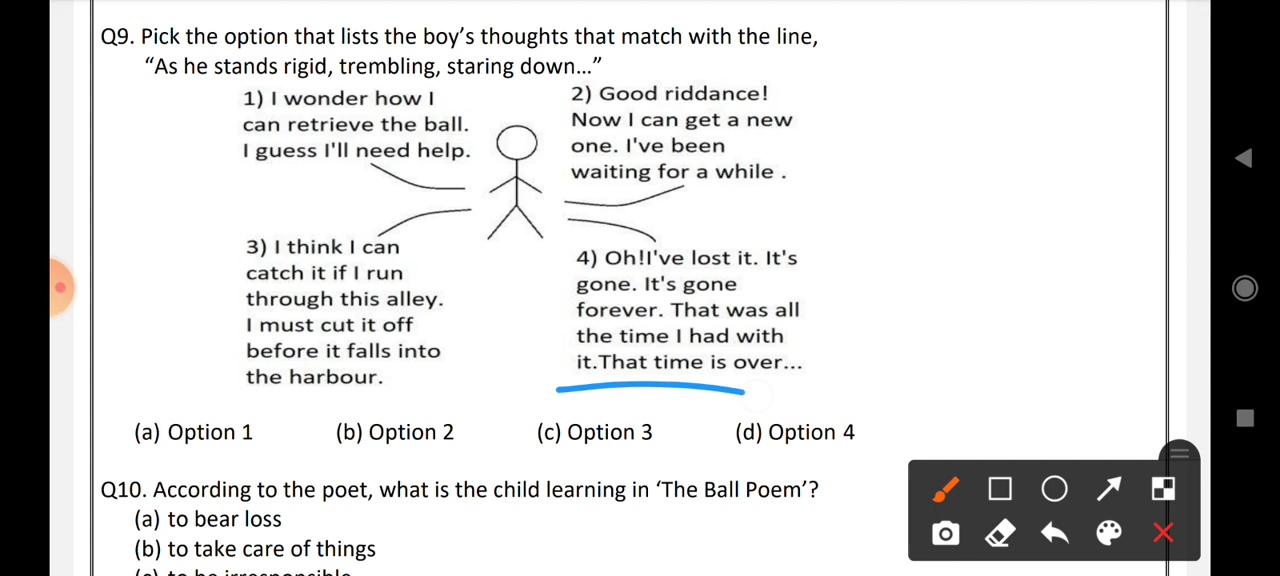 Q9. Pick the option that lists the boy’s thoughts that match with the line,
“As he stands rigid, trembling, staring down…”
1) I wonder how I
can retrieve the ball.
I guess I'll need help.
2) Good riddance!
Now I can get a new
one. I've been
waiting for a while .
3) I think I can
catch it if I run
through this alley.
I must cut it off
before it falls into
the harbour.
4) Oh!I've lost it. It's
gone. It's gone
forever. That was all
the time I had with
it.That time is over...
(a) Option 1 (b) Option 2 (c) Option 3 (d) Option 4
Q10. According to the poet, what is the child learning in ‘The Ball Poem’?
(a) to bear loss
(b) to take care of things
(c) to be irresponsible